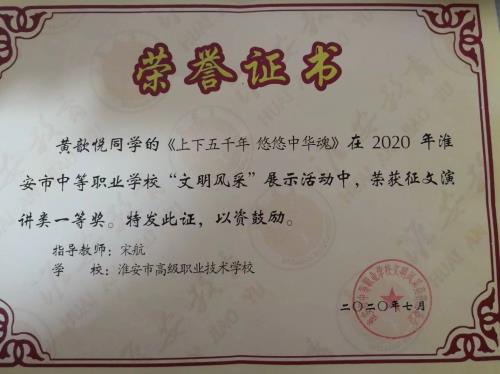 荣誉证书
黄歆悦同学的《上下五千年 悠悠中华魂》在 2020 年淮
安市中等职业学校“文明风采”展示活动中，荣获征文演
讲类一等奖。特发此证，以资鼓励。
指导教师：宋航
学 校：淮安市高级职业技术学校
二〇二〇年七月